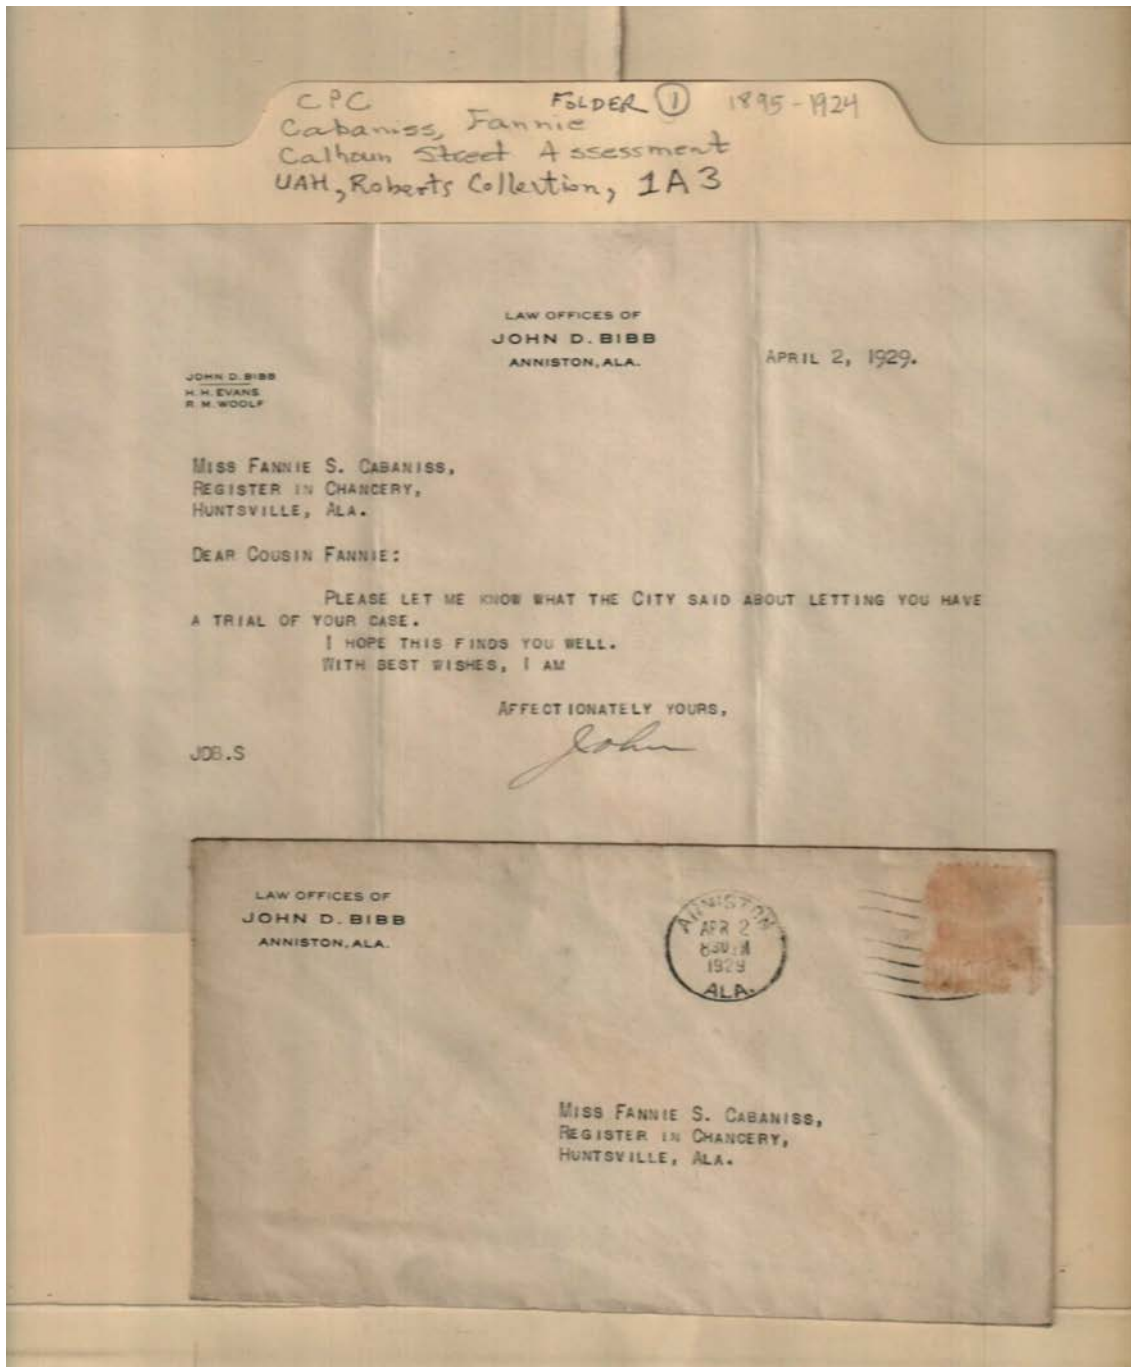 CPC FOLDER 1 1895-1924
Cabaniss, Fannie
Calhoun Street Assessment
UAH, Roberts Collection, 1A3
LAW OFFICES OF
JOHN D. BIBB
ANNISTON, ALA.
APRIL 2, 1929.
JOHN D. BIBB
H. H. EVANS
R. M. WOOLF
MISS FANNIE S. CABANISS,
REGISTER IN CHANCERY,
HUNTSVILLE, ALA.
DEAR COUSIN FANNIE:
PLEASE LET ME KNOW WHAT THE CITY SAID ABOUT LETTING YOU HAVE
A TRIAL OF YOUR CASE.
I HOPE THIS FINDS YOU WELL.
WITH BEST WISHES, I AM
AFFECTIONATELY YOURS,
John
JDB.S
LAW OFFICES OF
JOHN D. BIBB
ANNISTON, ALA.
ANNISTON
APR 2
1929
ALA.
MISS FANNIE S. CABANISS,
REGISTER IN CHANCERY,
HUNTSVILLE, ALA.